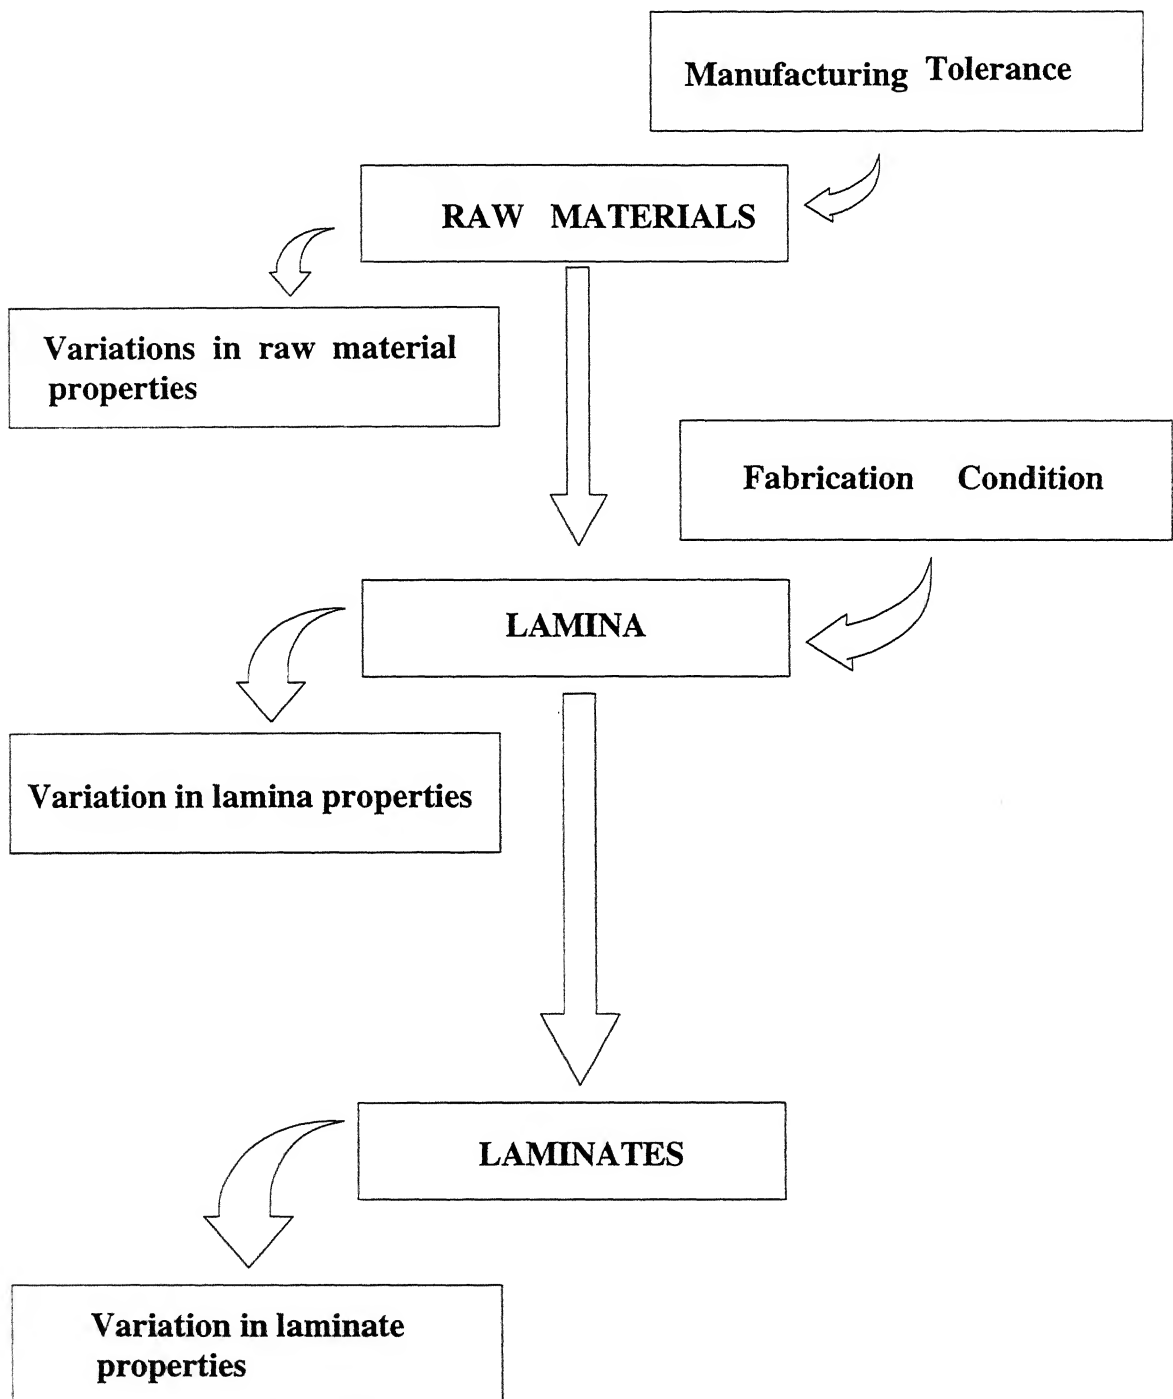 Manufacturing Tolerance
RAW MATERIALS
Variations in raw material
properties
Fabrication Condition
LAMINA
Variation in lamina properties
LAMINATES
Variation in laminate
properties